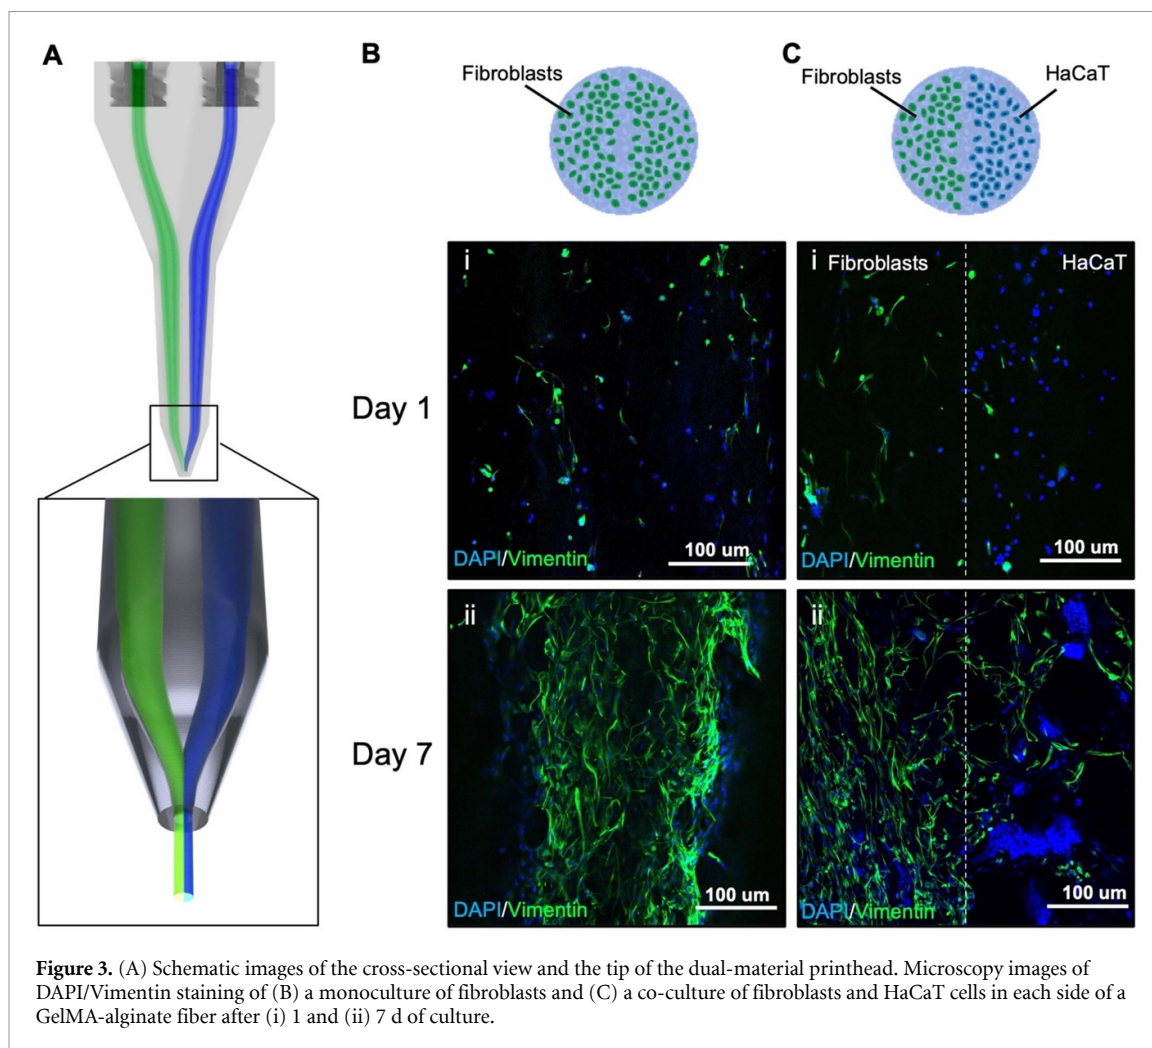 A
B
C
Fibroblasts
Fibroblasts
HaCaT
Day 1
i
DAPI/Vimentin
100 um
i Fibroblasts
HaCaT
DAPI/Vimentin
100 um
Day 7
ii
DAPI/Vimentin
100 um
ii
DAPI/Vimentin
100 um
Figure 3. (A) Schematic images of the cross-sectional view and the tip of the dual-material printhead. Microscopy images of
DAPI/Vimentin staining of (B) a monoculture of fibroblasts and (C) a co-culture of fibroblasts and HaCaT cells in each side of a
GelMA-alginate fiber after (i) 1 and (ii) 7 d of culture.